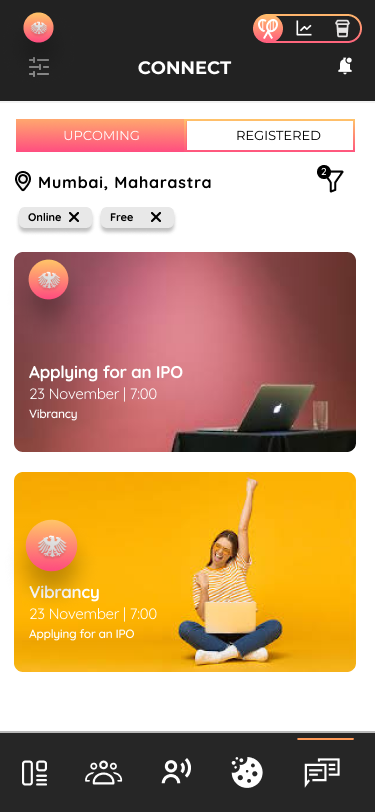 CONNECT
UPCOMING
REGISTERED
Mumbai, Maharastra
2
Online
Free
Applying for an IPO
23 November | 7:00
Vibrancy
Vibrancy
23 November | 7:00
Applying for an IPO